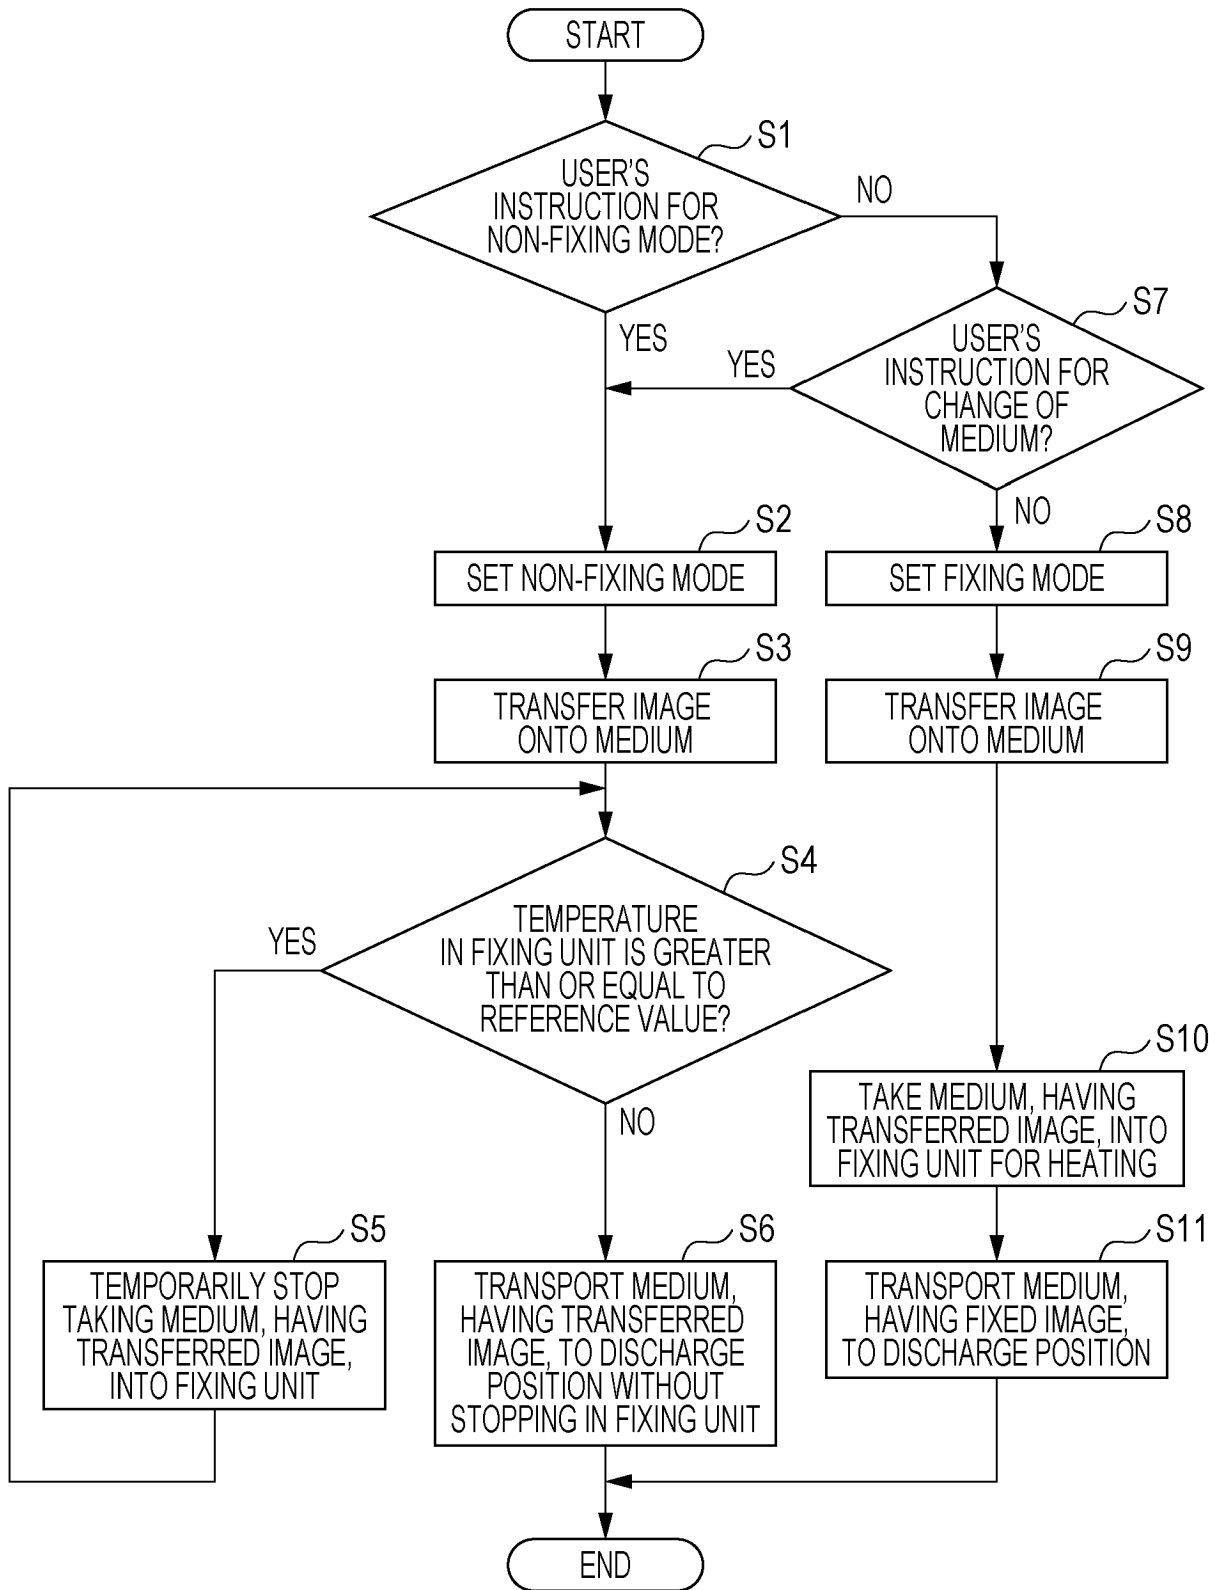 START
S1
USER'S
INSTRUCTION FOR
NON-FIXING MODE?
NO
YES
S7
USER'S
INSTRUCTION FOR
CHANGE OF
MEDIUM?
YES
NO
S2
SET NON-FIXING MODE
S8
SET FIXING MODE
S3
TRANSFER IMAGE
ONTO MEDIUM
S9
TRANSFER IMAGE
ONTO MEDIUM
S4
TEMPERATURE
IN FIXING UNIT IS GREATER
THAN OR EQUAL TO
REFERENCE VALUE?
YES
NO
S10
TAKE MEDIUM, HAVING
TRANSFERRED IMAGE, INTO
FIXING UNIT FOR HEATING
S5
TEMPORARILY STOP
TAKING MEDIUM, HAVING
TRANSFERRED IMAGE,
INTO FIXING UNIT
S6
TRANSPORT MEDIUM,
HAVING TRANSFERRED
IMAGE, TO DISCHARGE
POSITION WITHOUT
STOPPING IN FIXING UNIT
S11
TRANSPORT MEDIUM,
HAVING FIXED IMAGE,
TO DISCHARGE POSITION
END